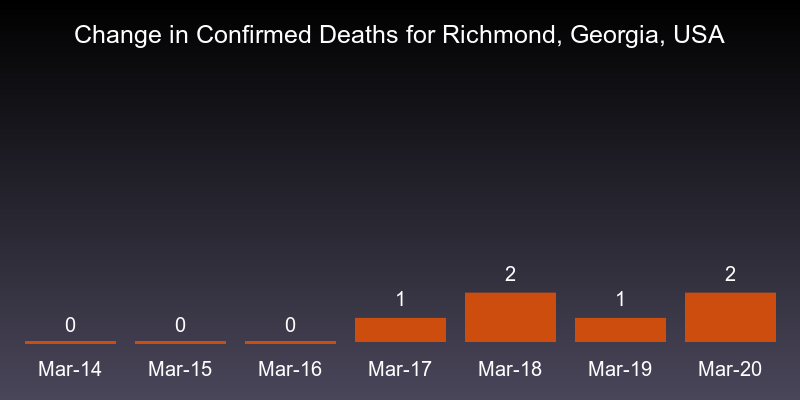 Change in Confirmed Deaths for Richmond, Georgia, USA
0 0 0 1 2 1 2
Mar-14 Mar-15 Mar-16 Mar-17 Mar-18 Mar-19 Mar-20